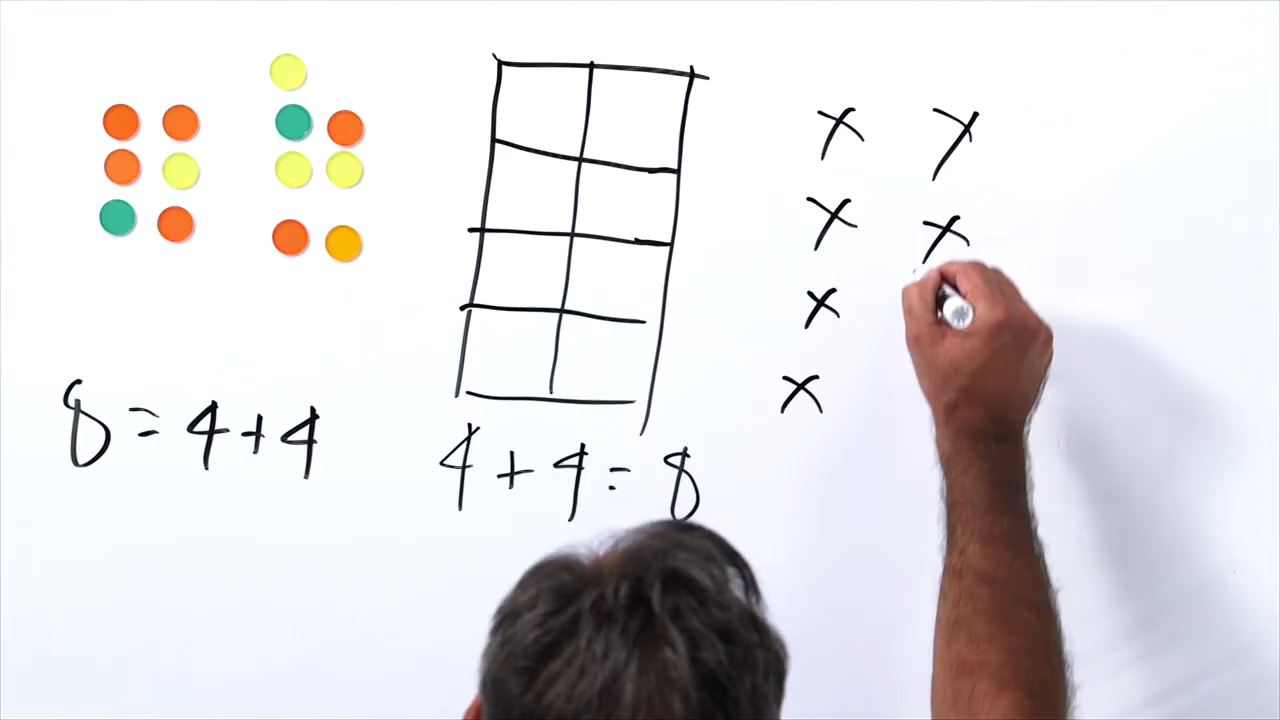 x x
x x
x
x
8 = 4 + 4
4 + 4 = 8